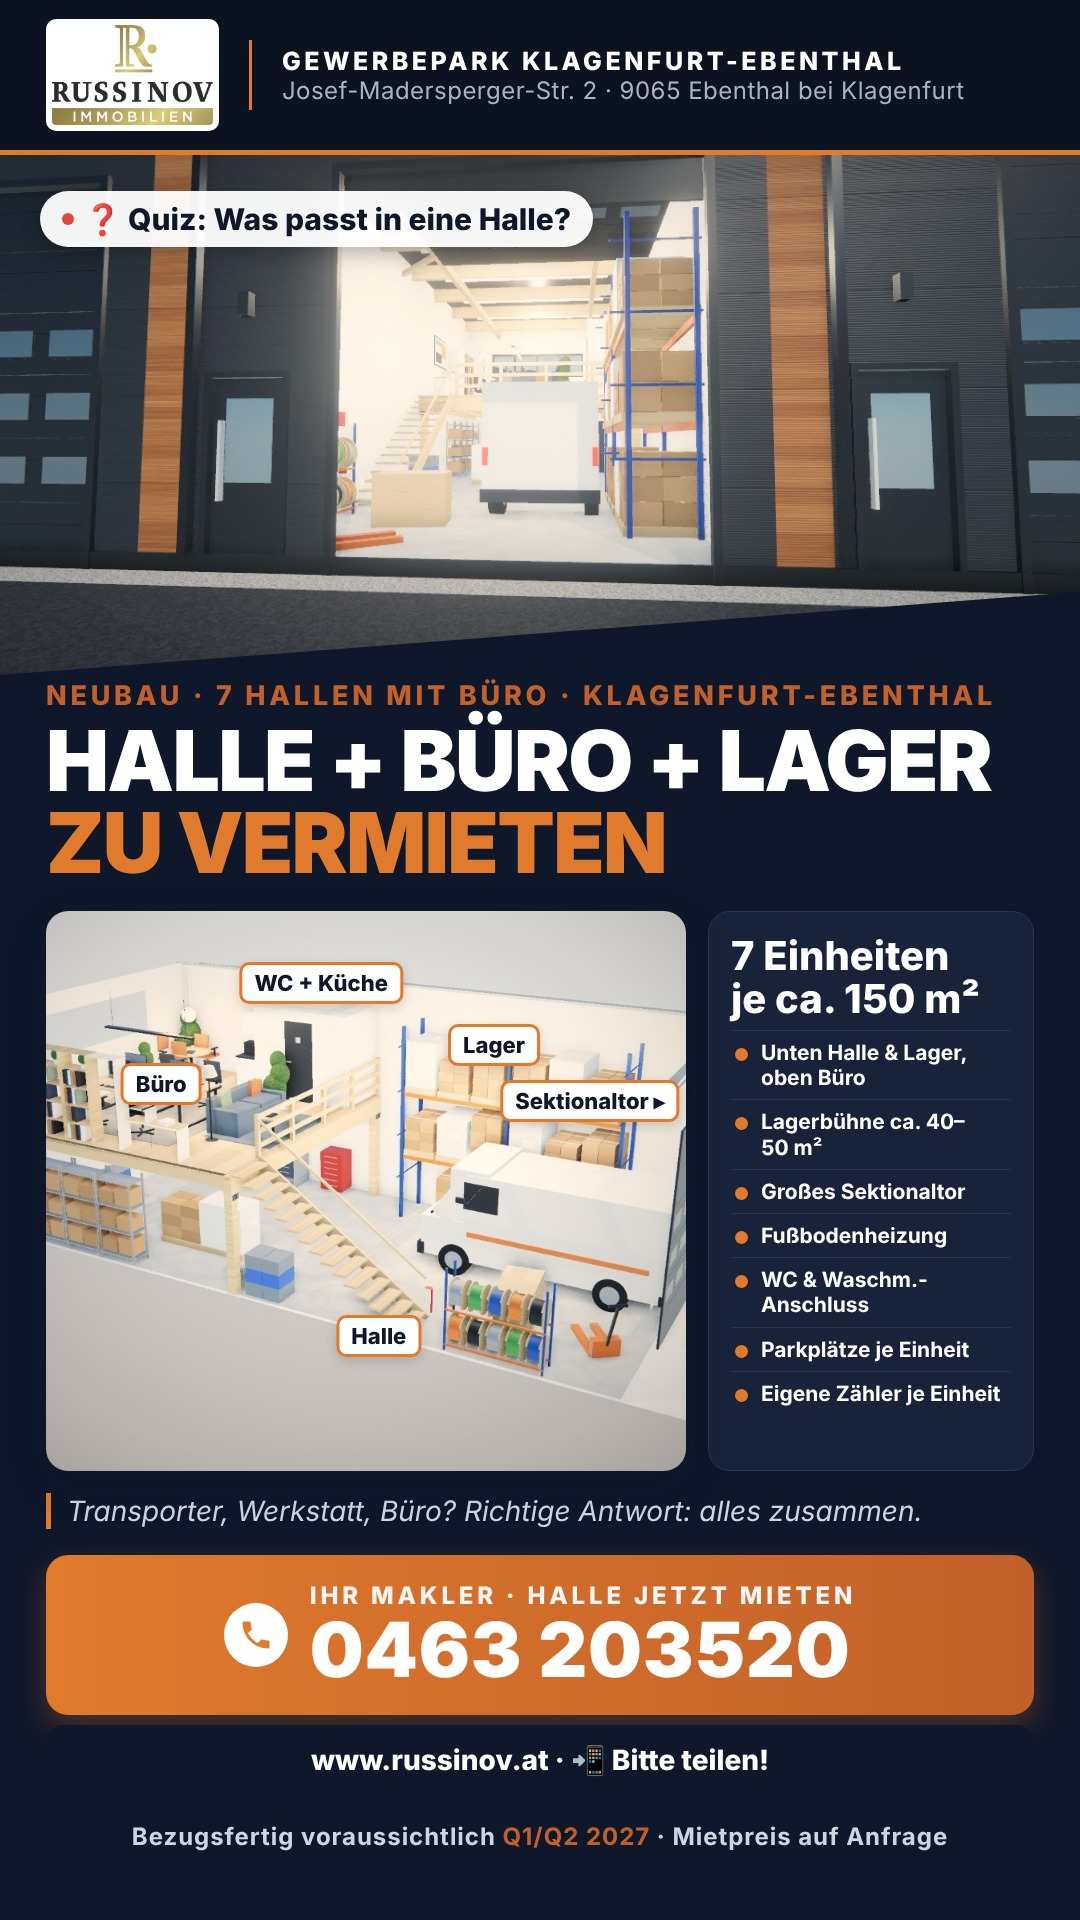 RUSSINOV
IMMOBILIEN
GEWERBEPARK KLAGENFURT-EBENTHAL
Josef-Madersperger-Str. 2 · 9065 Ebenthal bei Klagenfurt
❓ Quiz: Was passt in eine Halle?
NEUBAU · 7 HALLEN MIT BÜRO · KLAGENFURT-EBENTHAL
HALLE + BÜRO + LAGER
ZU VERMIETEN
WC + Küche
Lager
Büro
Sektionaltor ▸
Halle
7 Einheiten
je ca. 150 m²
Unten Halle & Lager,
oben Büro
Lagerbühne ca. 40–
50 m²
Großes Sektionaltor
Fußbodenheizung
WC & Waschm.-
Anschluss
Parkplätze je Einheit
Eigene Zähler je Einheit
Transporter, Werkstatt, Büro? Richtige Antwort: alles zusammen.
IHR MAKLER · HALLE JETZT MIETEN
0463 203520
www.russinov.at · 📲 Bitte teilen!
Bezugsfertig voraussichtlich Q1/Q2 2027 · Mietpreis auf Anfrage